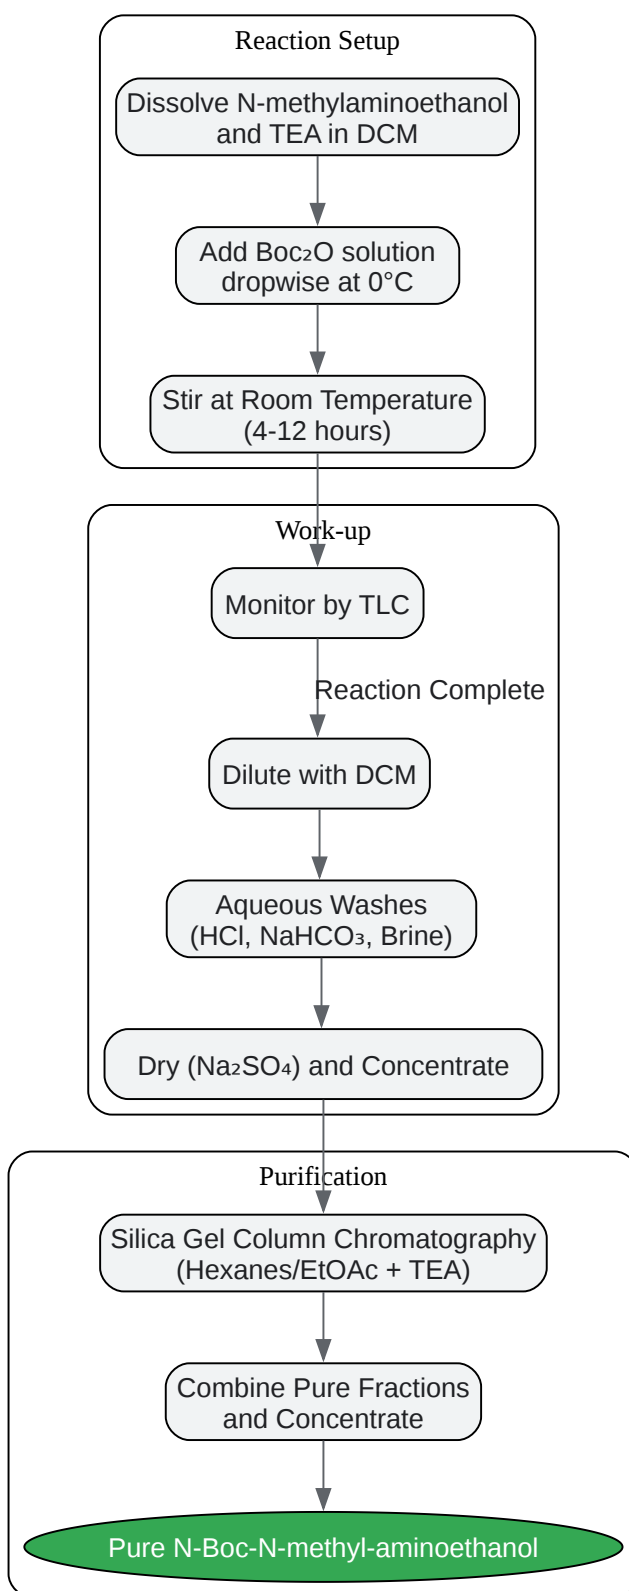 Reaction Setup
Dissolve N-methylaminoethanol
and TEA in DCM
Add Boc₂O solution
dropwise at 0°C
Stir at Room Temperature
(4-12 hours)
Work-up
Monitor by TLC
Reaction Complete
Dilute with DCM
Aqueous Washes
(HCl, NaHCO₃, Brine)
Dry (Na₂SO₄) and Concentrate
Purification
Silica Gel Column Chromatography
(Hexanes/EtOAc + TEA)
Combine Pure Fractions
and Concentrate
Pure N-Boc-N-methyl-aminoethanol